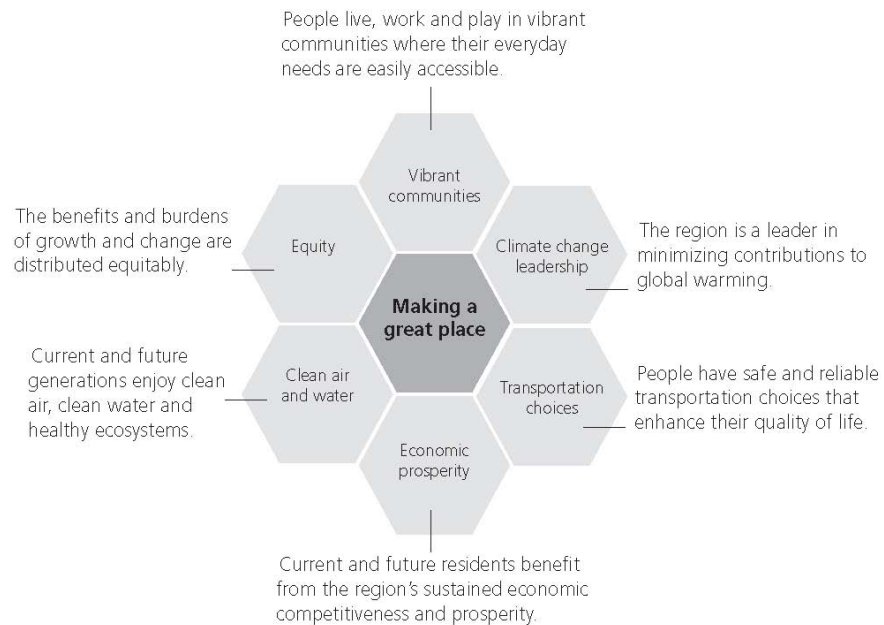 People live, work and play in vibrant
communities where their everyday
needs are easily accessible.
Vibrant
communities
The benefits and burdens
of growth and change are
distributed equitably.
Equity
Climate change
leadership
The region is a leader in
minimizing contributions to
global warming.
Making a
great place
Current and future
generations enjoy clean
air, clean water and
healthy ecosystems.
Clean air
and water
Transportation
choices
People have safe and reliable
transportation choices that
enhance their quality of life.
Economic
prosperity
Current and future residents benefit
from the region’s sustained economic
competitiveness and prosperity.